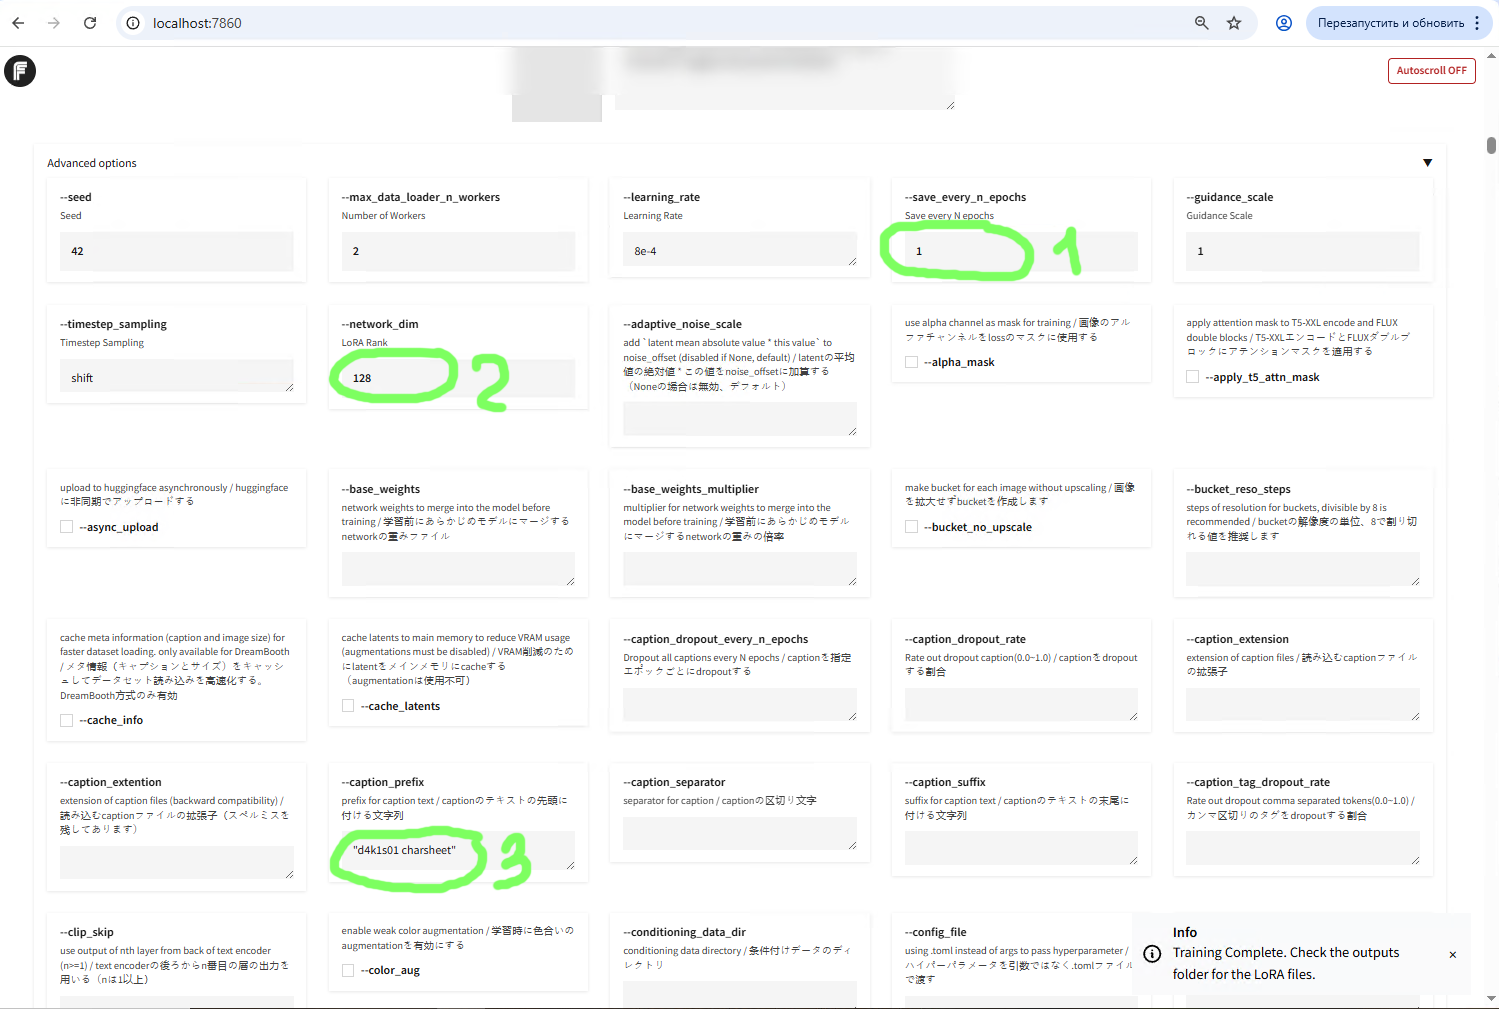 localhost:7860
Перезапустить и обновить
Autoscroll OFF
Advanced options
--seed
Seed
42
--max_data_loader_n_workers
Number of Workers
2
--learning_rate
Learning Rate
8e-4
--save_every_n_epochs
Save every N epochs
1
1
--guidance_scale
Guidance Scale
1
--timestep_sampling
Timestep Sampling
shift
--network_dim
LoRA Rank
128
2
--adaptive_noise_scale
add `latent mean absolute value * this value` to
noise_offset (disabled if None, default) / latentの平均
値の絶対値 * この値をnoise_offsetに加算する
（Noneの場合は無効、デフォルト）
use alpha channel as mask for training / 画像のアル
ファチャンネルをlossのマスクに使用する
--alpha_mask
apply attention mask to T5-XXL encode and FLUX
double blocks / T5-XXLエンコードとFLUXダブルブ
ロックにアテンションマスクを適用する
--apply_t5_attn_mask
upload to huggingface asynchronously / huggingface
に非同期でアップロードする
--async_upload
--base_weights
network weights to merge into the model before
training / 学習前にあらかじめモデルにマージする
networkの重みファイル
--base_weights_multiplier
multiplier for network weights to merge into the
model before training / 学習前にあらかじめモデル
にマージするnetworkの重みの倍率
make bucket for each image without upscaling / 画像
を拡大せずbucketを作成します
--bucket_no_upscale
--bucket_reso_steps
steps of resolution for buckets, divisible by 8 is
recommended / bucketの解像度の単位、8で割り切
れる値を推奨します
cache meta information (caption and image size) for
faster dataset loading. only available for DreamBooth
/ メタ情報（キャプションとサイズ）をキャッシ
ュしてデータセット読み込みを高速化する。
DreamBooth方式のみ有効
--cache_info
cache latents to main memory to reduce VRAM usage
(augmentations must be disabled) / VRAM削減のため
にlatentをメインメモリにcacheする
（augmentationは使用不可）
--cache_latents
--caption_dropout_every_n_epochs
Dropout all captions every N epochs / captionを指定
エポックごとにdropoutする
--caption_dropout_rate
Rate out dropout caption(0.0~1.0) / captionをdropout
する割合
--caption_extension
extension of caption files / 読み込むcaptionファイル
の拡張子
--caption_extention
extension of caption files (backward compatibility) /
読み込むcaptionファイルの拡張子（スペルミスを
残してあります）
--caption_prefix
prefix for caption text / captionのテキストの先頭に
付ける文字列
"d4k1s01 charsheet"
3
--caption_separator
separator for caption / captionの区切り文字
--caption_suffix
suffix for caption text / captionのテキストの末尾に
付ける文字列
--caption_tag_dropout_rate
Rate out dropout comma separated tokens(0.0~1.0) /
カンマ区切りのタグをdropoutする割合
--clip_skip
use output of nth layer from back of text encoder
(n>=1) / text encoderの後ろからn番目の層の出力を
用いる（nは1以上）
enable weak color augmentation / 学習時に色合いの
augmentationを有効にする
--color_aug
--conditioning_data_dir
conditioning data directory / 条件付けデータのディ
レクトリ
--config_file
using .toml instead of args to pass hyperparameter /
ハイパーパラメータを引数ではなく.tomlファイル
で渡す
Info
Training Complete. Check the outputs
folder for the LoRA files.